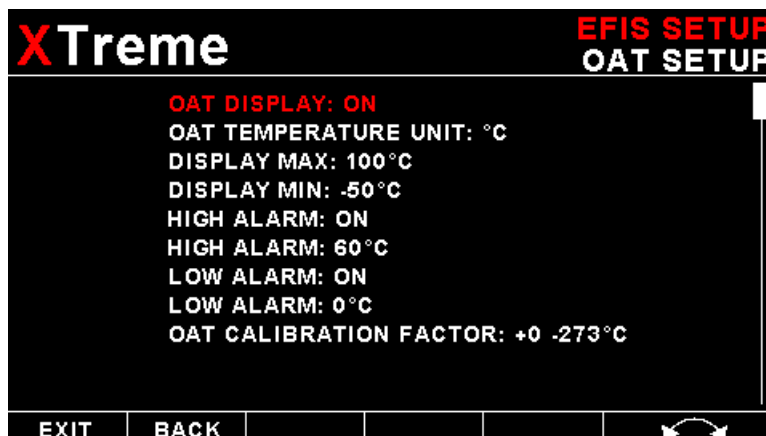 XTreme
EFIS SETUP
OAT SETUP
OAT DISPLAY: ON
OAT TEMPERATURE UNIT: °C
DISPLAY MAX: 100°C
DISPLAY MIN: -50°C
HIGH ALARM: ON
HIGH ALARM: 60°C
LOW ALARM: ON
LOW ALARM: 0°C
OAT CALIBRATION FACTOR: +0 -273°C
EXIT BACK